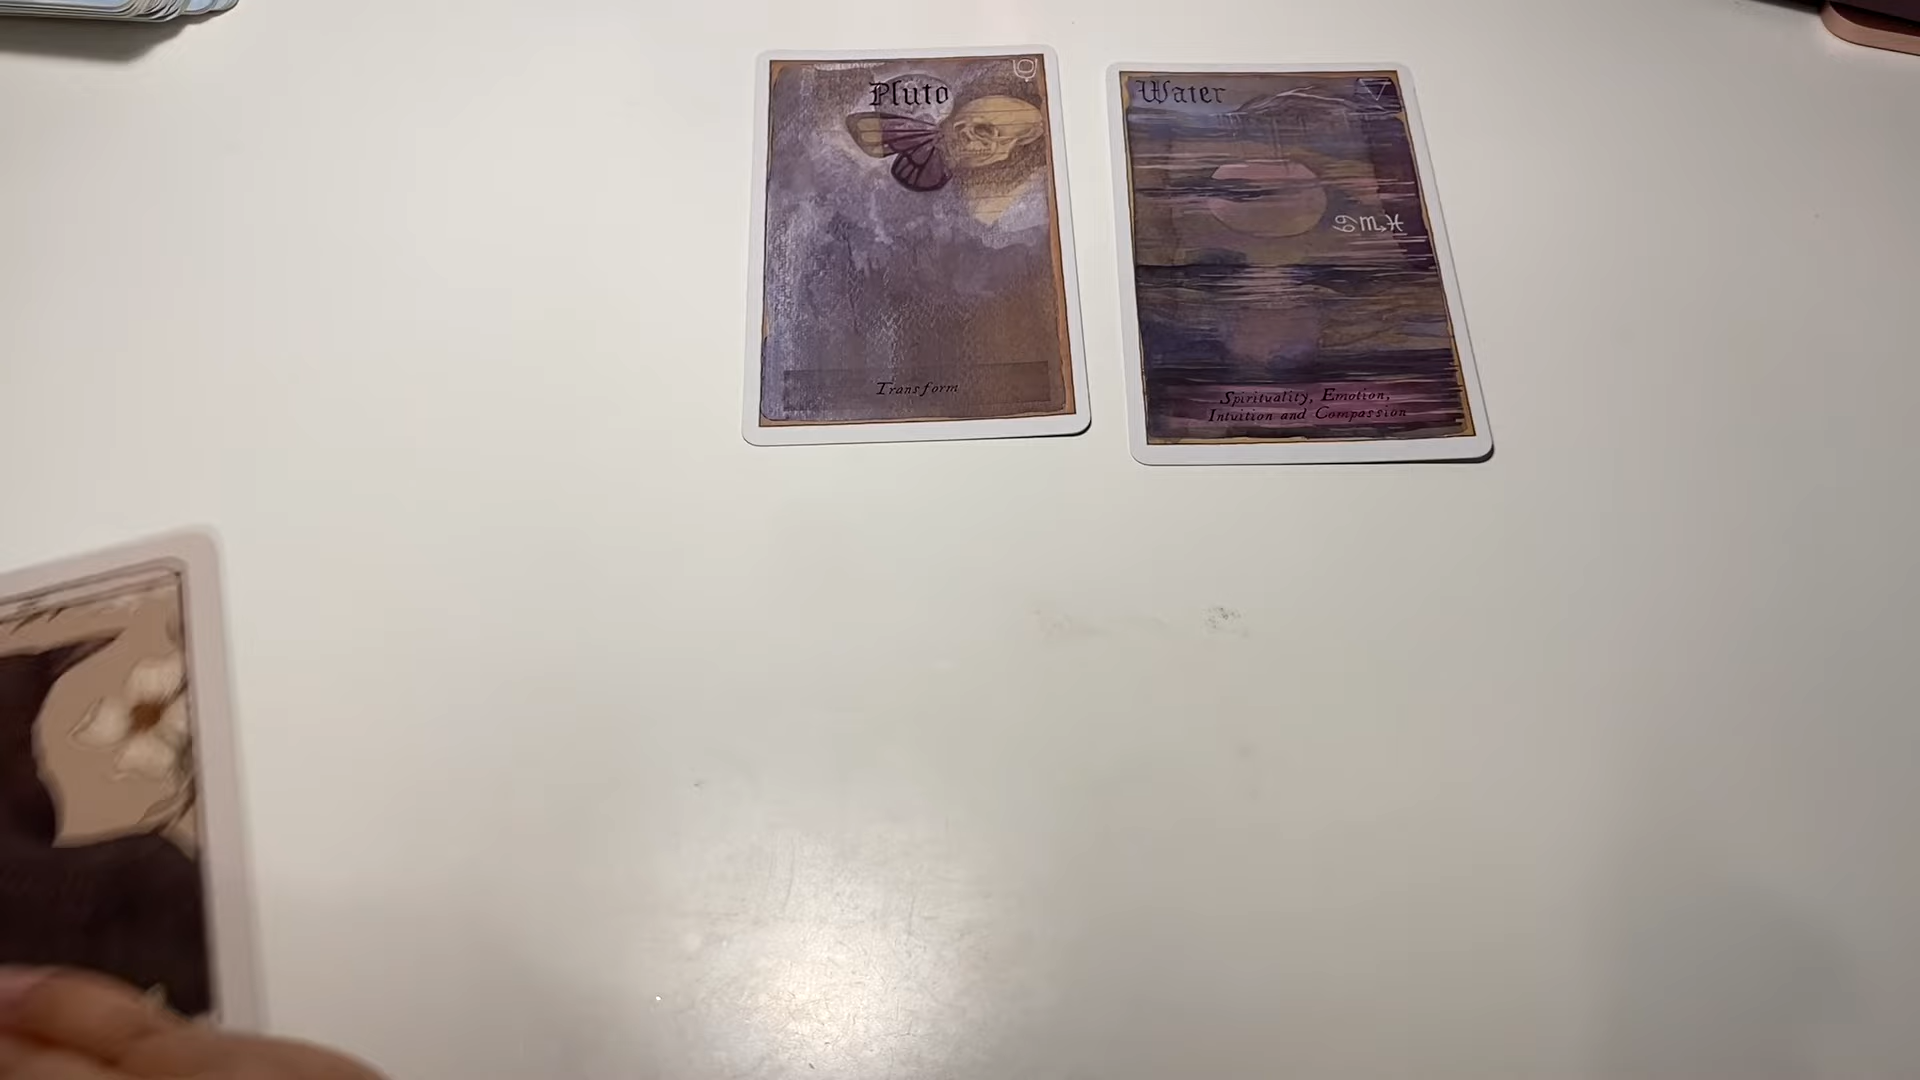 Pluto
Transform
Water
♋♏♓
Spirituality, Emotion,
Intuition and Compassion